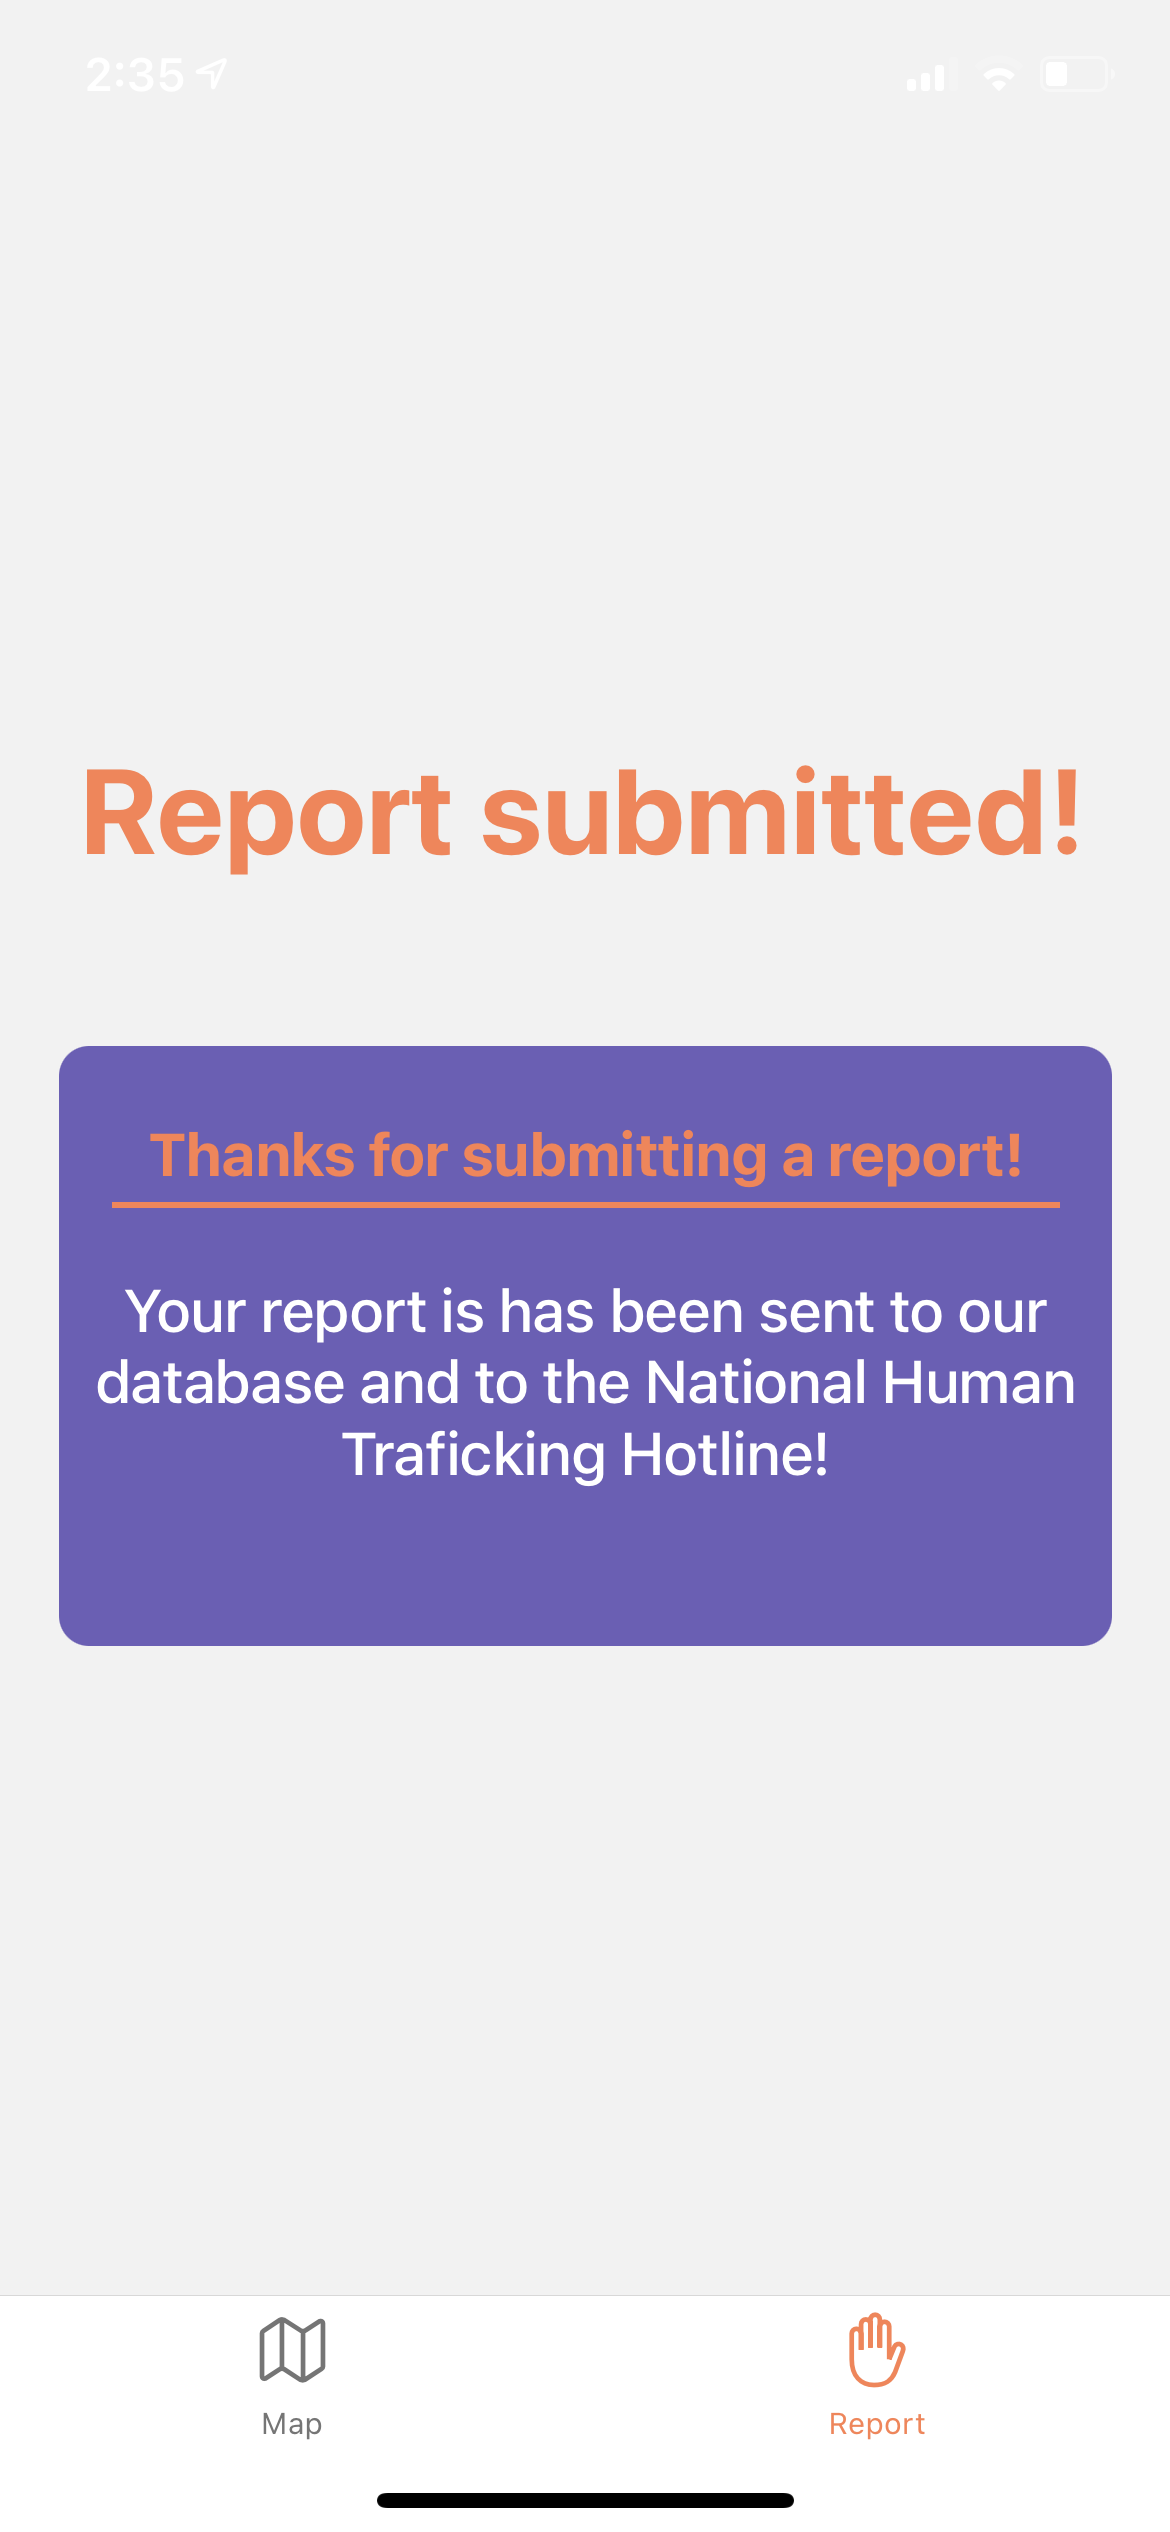 2:35
Report submitted!
Thanks for submitting a report!
Your report is has been sent to our
database and to the National Human
Traficking Hotline!
Map
Report